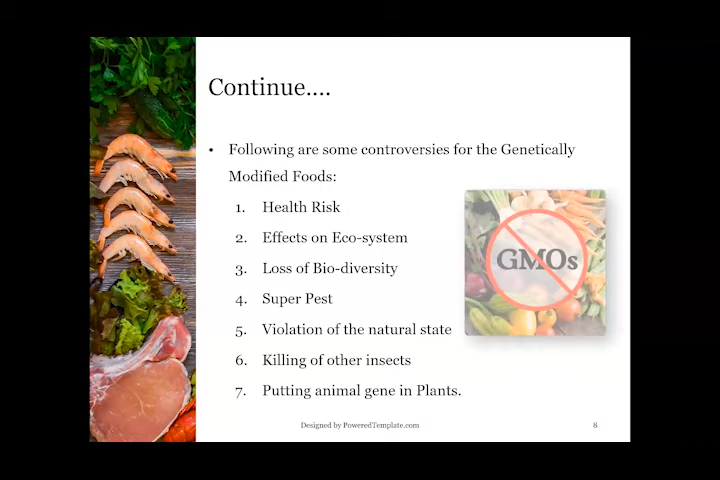 Continue....
• Following are some controversies for the Genetically
Modified Foods:
1. Health Risk
2. Effects on Eco-system
3. Loss of Bio-diversity
4. Super Pest
5. Violation of the natural state
6. Killing of other insects
7. Putting animal gene in Plants.
GMOs
Designed by PoweredTemplate.com
8